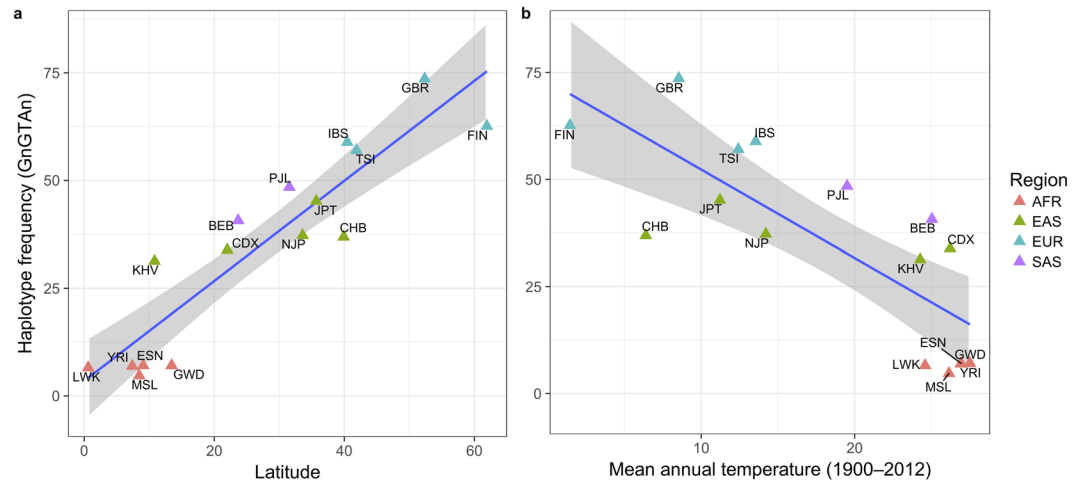 a
Haplotype frequency (GnGTAn)
75
50
25
0
GBR
FIN
IBS
TSI
PJL
JPT
BEB
CDX
NJP
CHB
KHV
YRI
ESN
LWK
MSL
GWD
0
20
40
60
Latitude
b
75
50
25
0
GBR
FIN
IBS
TSI
PJL
JPT
BEB
CHB
NJP
CDX
KHV
ESN
GWD
LWK
YRI
MSL
10
20
Mean annual temperature (1900–2012)
Region
AFR
EAS
EUR
SAS